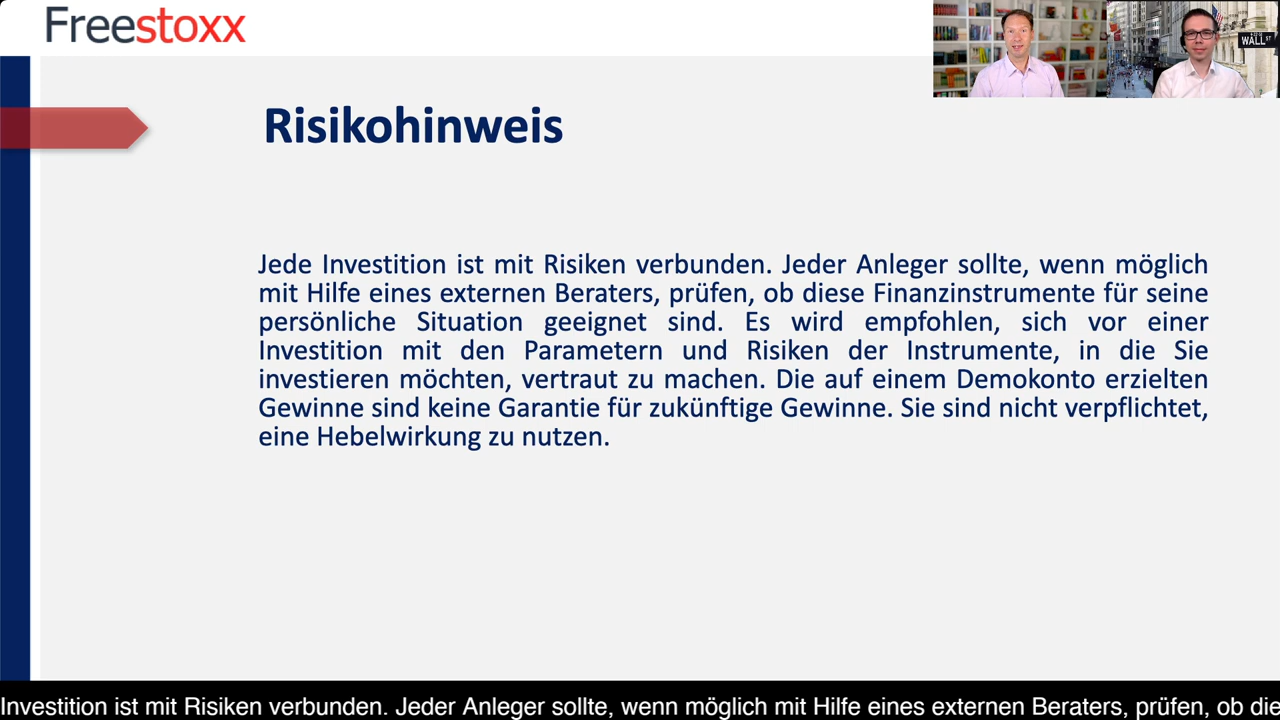 Freestoxx
WALL ST
Risikohinweis
Jede Investition ist mit Risiken verbunden. Jeder Anleger sollte, wenn möglich
mit Hilfe eines externen Beraters, prüfen, ob diese Finanzinstrumente für seine
persönliche Situation geeignet sind. Es wird empfohlen, sich vor einer
Investition mit den Parametern und Risiken der Instrumente, in die Sie
investieren möchten, vertraut zu machen. Die auf einem Demokonto erzielten
Gewinne sind keine Garantie für zukünftige Gewinne. Sie sind nicht verpflichtet,
eine Hebelwirkung zu nutzen.
Investition ist mit Risiken verbunden. Jeder Anleger sollte, wenn möglich mit Hilfe eines externen Beraters, prüfen, ob die